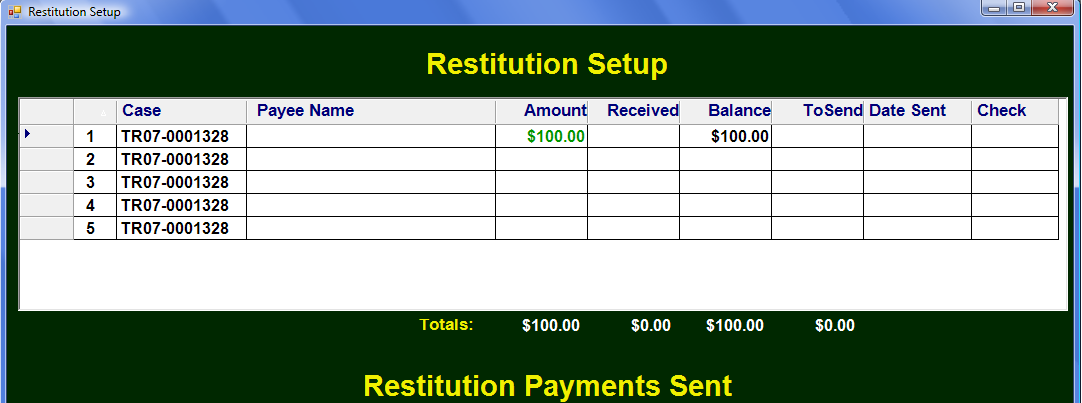 Restitution Setup
Restitution Setup
Case Payee Name Amount Received Balance ToSend Date Sent Check
1 TR07-0001328 $100.00 $100.00
2 TR07-0001328
3 TR07-0001328
4 TR07-0001328
5 TR07-0001328
Totals: $100.00 $0.00 $100.00 $0.00
Restitution Payments Sent